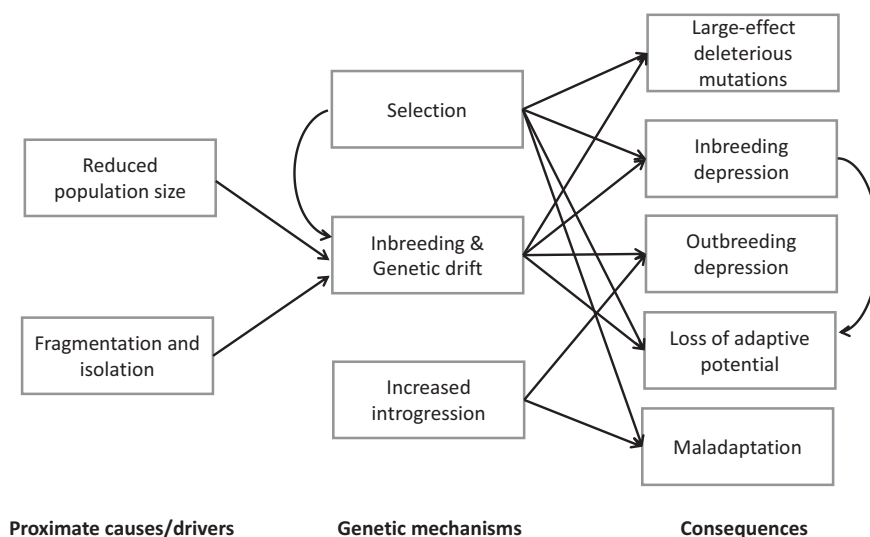 Reduced
population size
Fragmentation and
isolation
Proximate causes/drivers
Selection
Inbreeding &
Genetic drift
Increased
introgression
Genetic mechanisms
Large-effect
deleterious
mutations
Inbreeding
depression
Outbreeding
depression
Loss of adaptive
potential
Maladaptation
Consequences